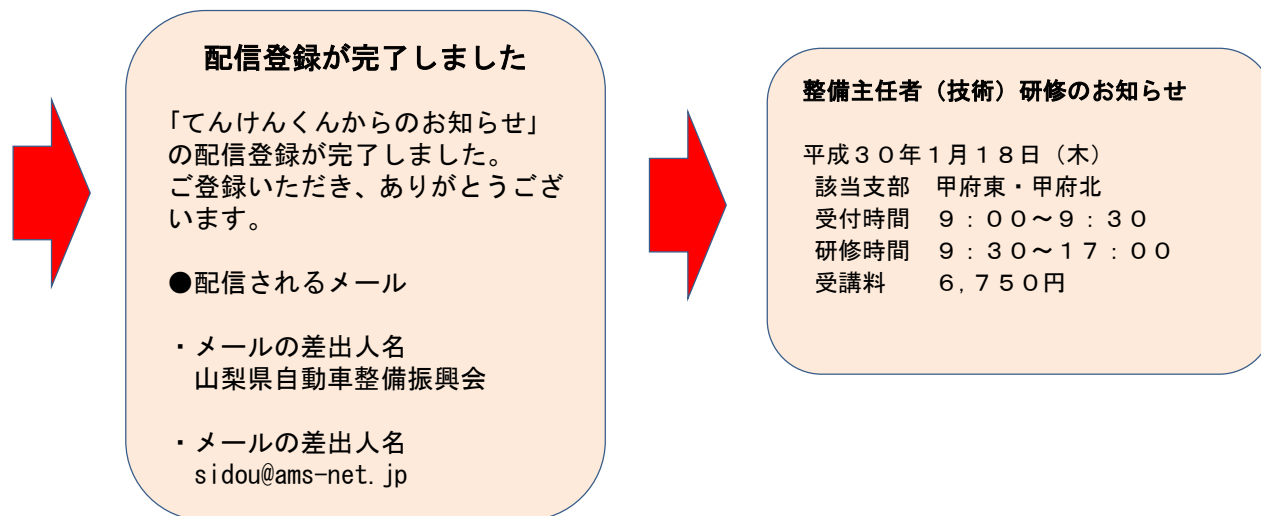 配信登録が完了しました
「てんけんくんからのお知らせ」
の配信登録が完了しました。
ご登録いただき、ありがとうござ
います。
●配信されるメール
・メールの差出人名
山梨県自動車整備振興会
・メールの差出人名
sidou@ams-net.jp
整備主任者（技術）研修のお知らせ
平成３０年１月１８日（木）
該当支部　甲府東・甲府北
受付時間　９：００～９：３０
研修時間　９：３０～１７：００
受講料　　６,７５０円